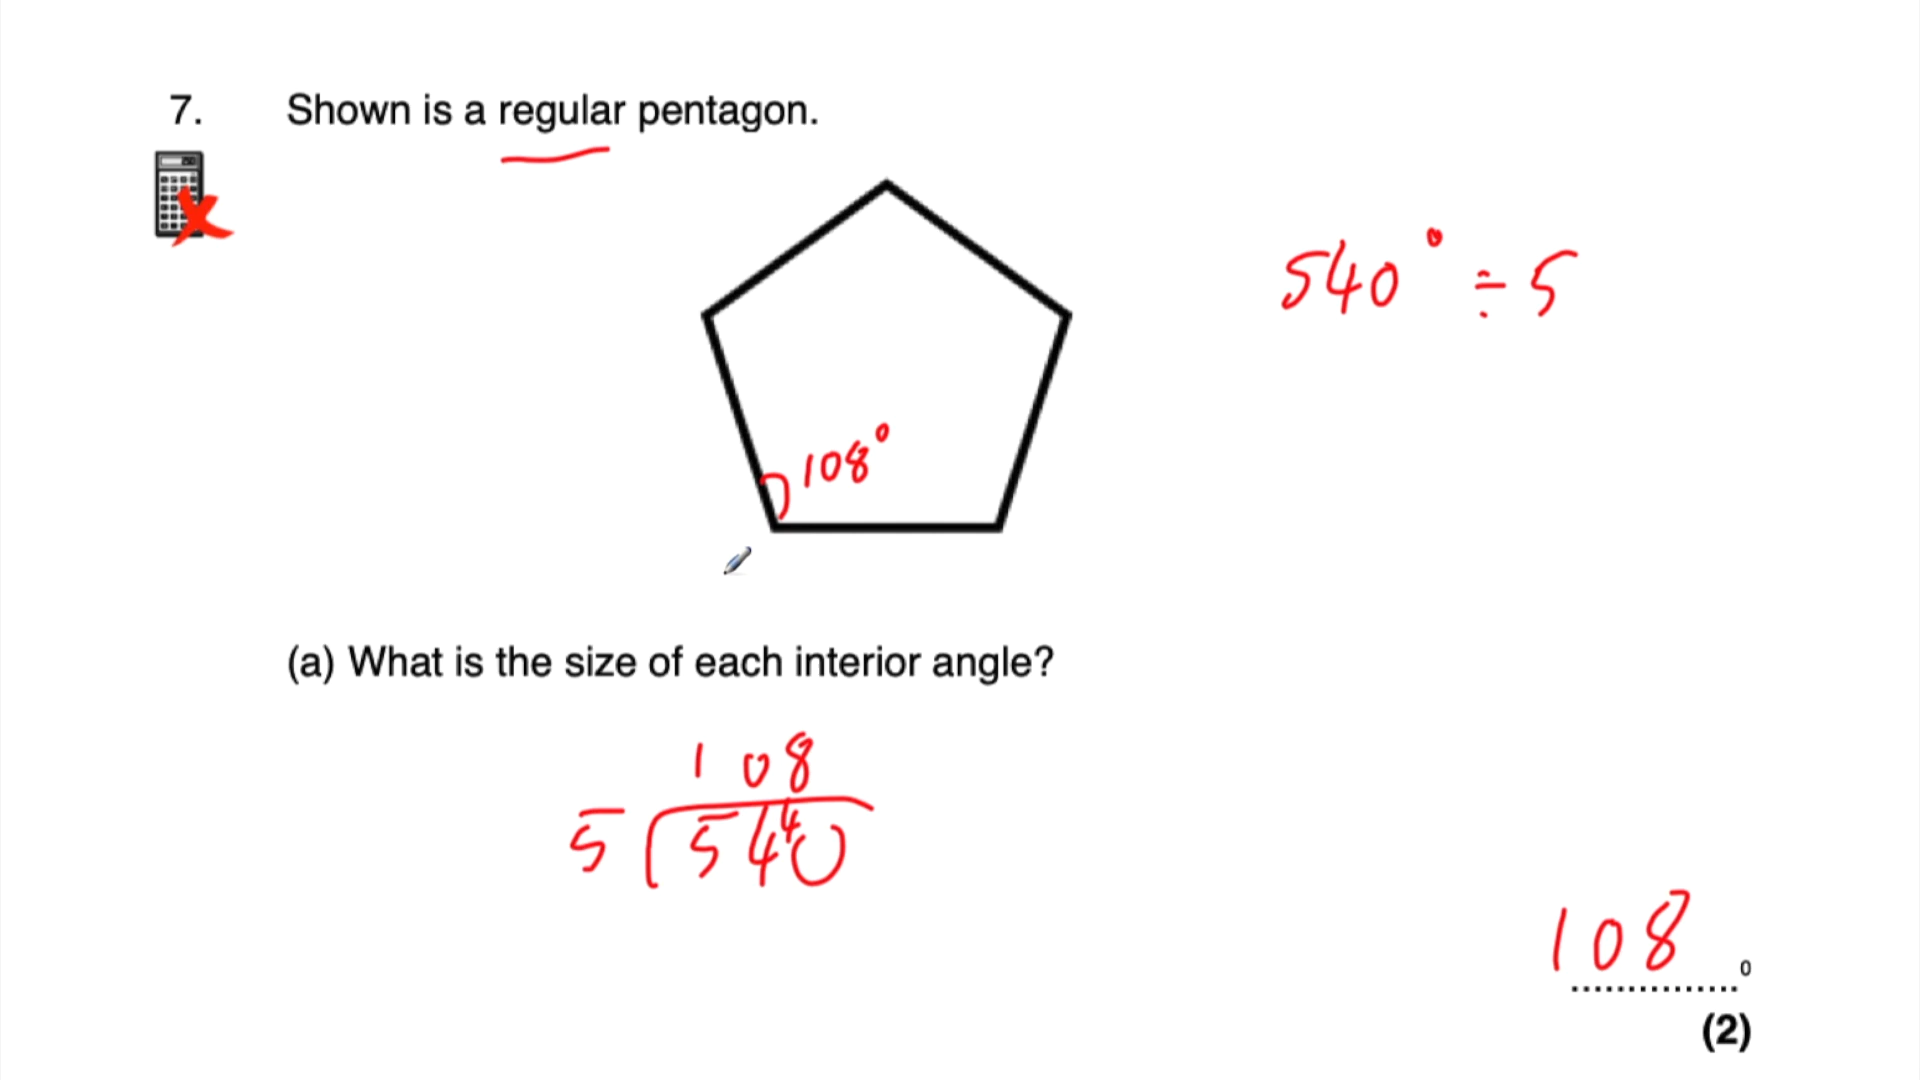 7. Shown is a regular pentagon.
540° ÷ 5
108°
(a) What is the size of each interior angle?
108
5 540
4
108 °
(2)